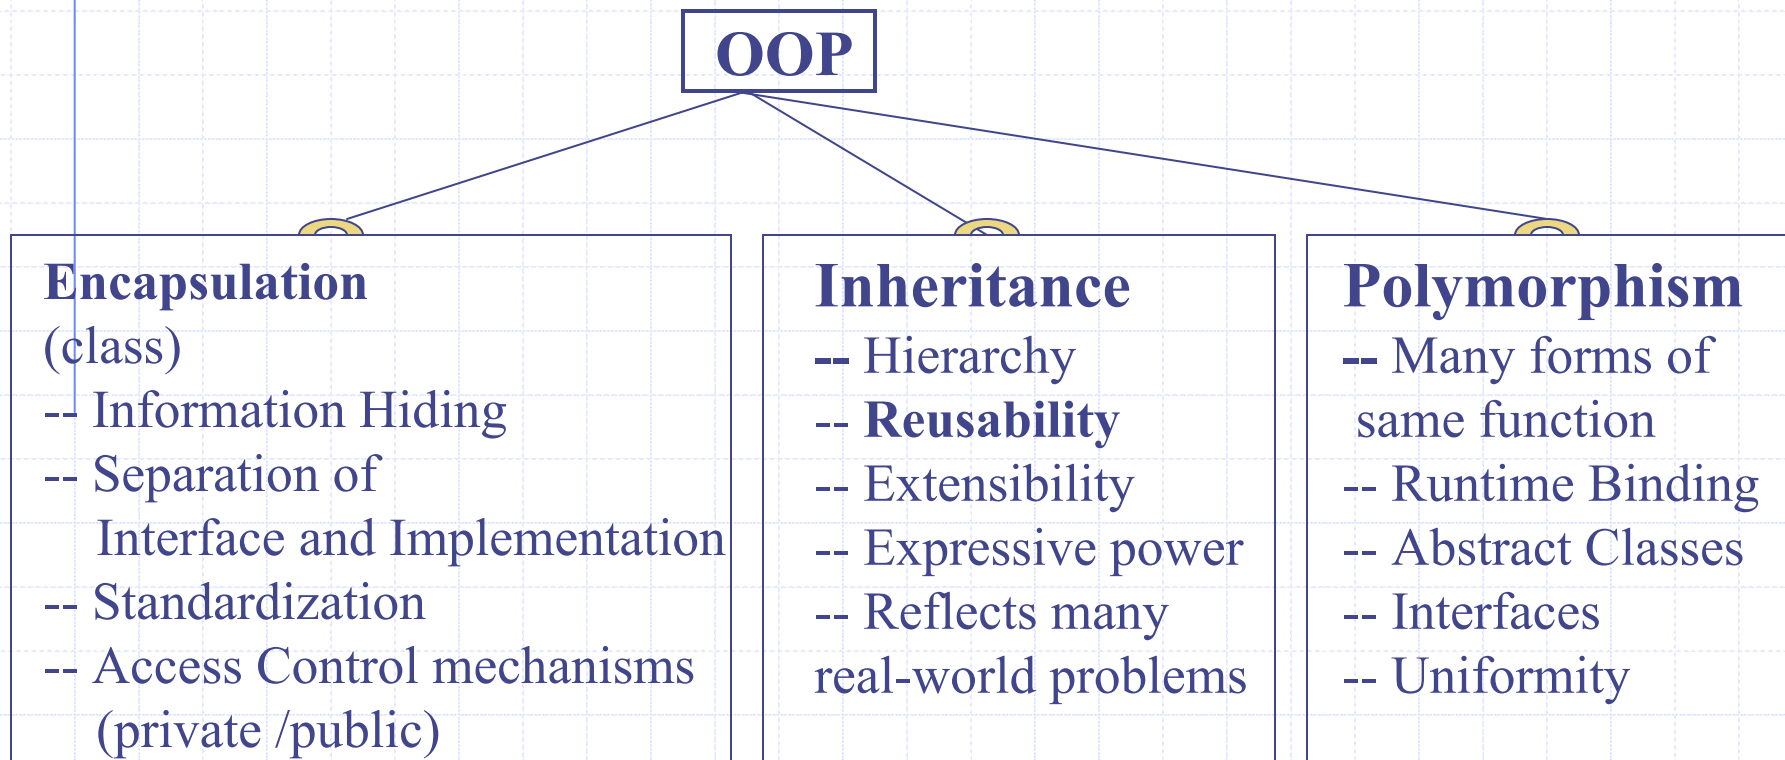 OOP
Encapsulation
(class)
-- Information Hiding
-- Separation of
Interface and Implementation
-- Standardization
-- Access Control mechanisms
(private /public)
Inheritance
-- Hierarchy
-- Reusability
-- Extensibility
-- Expressive power
-- Reflects many
real-world problems
Polymorphism
-- Many forms of
same function
-- Runtime Binding
-- Abstract Classes
-- Interfaces
-- Uniformity